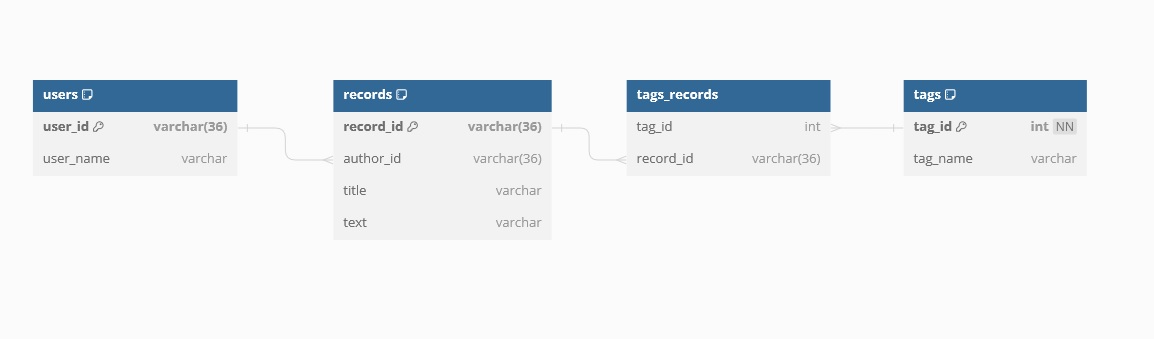 users
user_id varchar(36)
user_name varchar
records
record_id varchar(36)
author_id varchar(36)
title varchar
text varchar
tags_records
tag_id int
record_id varchar(36)
tags
tag_id int NN
tag_name varchar